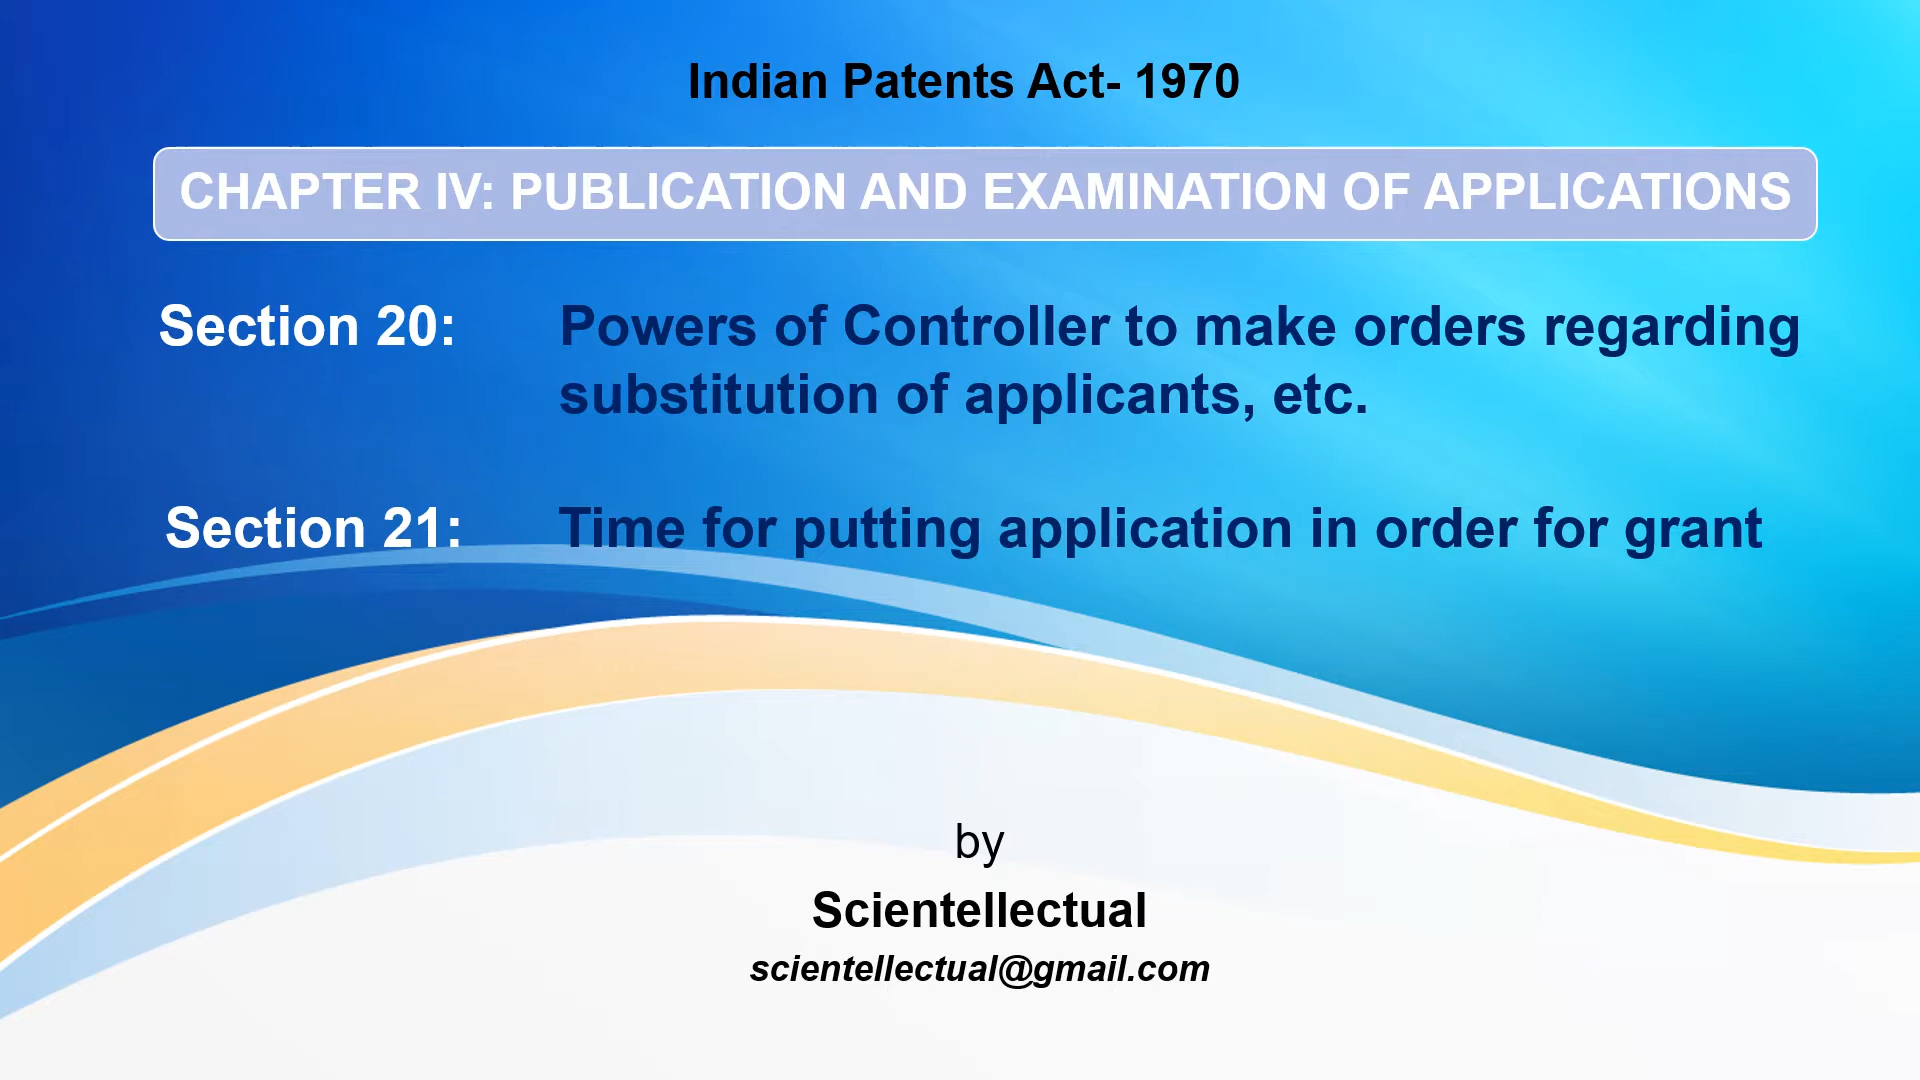 Indian Patents Act- 1970
CHAPTER IV: PUBLICATION AND EXAMINATION OF APPLICATIONS
Section 20: Powers of Controller to make orders regarding
substitution of applicants, etc.
Section 21: Time for putting application in order for grant
by
Scientellectual
scientellectual@gmail.com